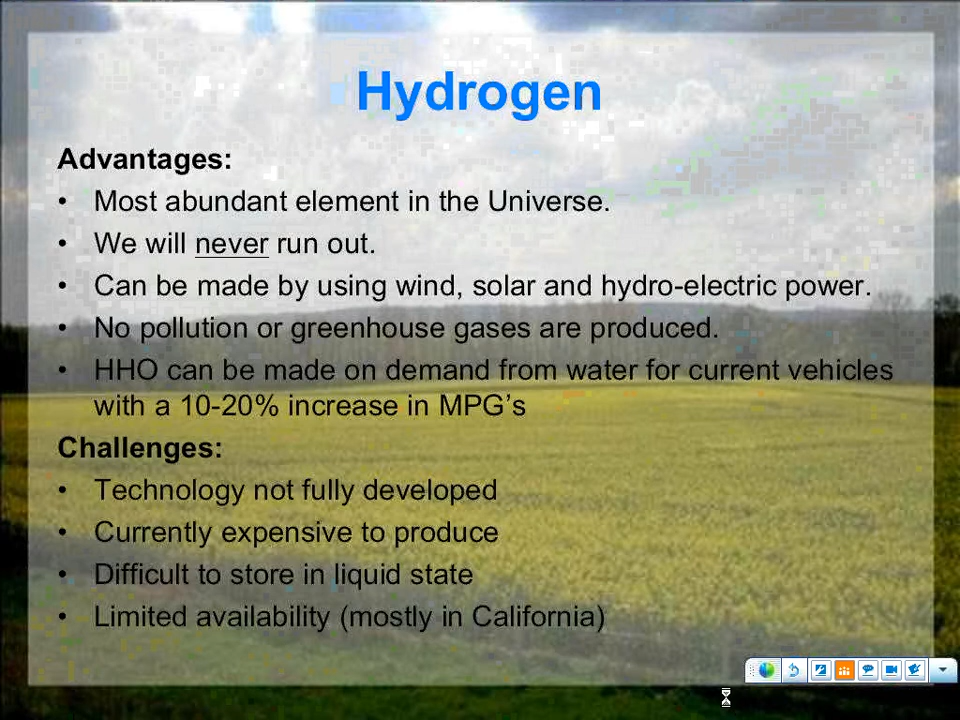 Hydrogen
Advantages:
• Most abundant element in the Universe.
• We will never run out.
• Can be made by using wind, solar and hydro-electric power.
• No pollution or greenhouse gases are produced.
• HHO can be made on demand from water for current vehicles
with a 10-20% increase in MPG's
Challenges:
• Technology not fully developed
• Currently expensive to produce
• Difficult to store in liquid state
• Limited availability (mostly in California)